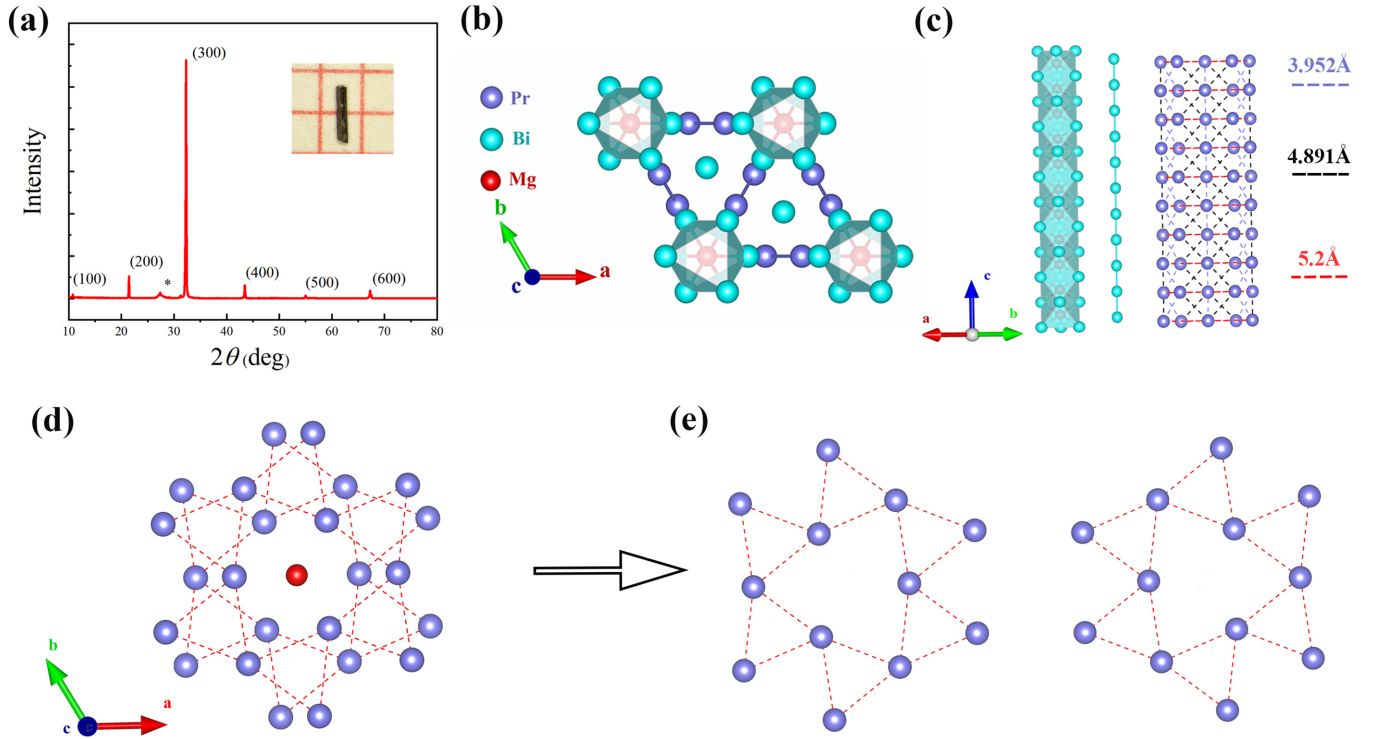 (a)
Intensity
(100)
(200)
*
(300)
(400)
(500)
(600)
10 20 30 40 50 60 70 80
2θ (deg)
(b)
Pr
Bi
Mg
b
a
c
(c)
3.952Å
4.891Å
5.2Å
c
a
b
(d)
b
a
c
(e)